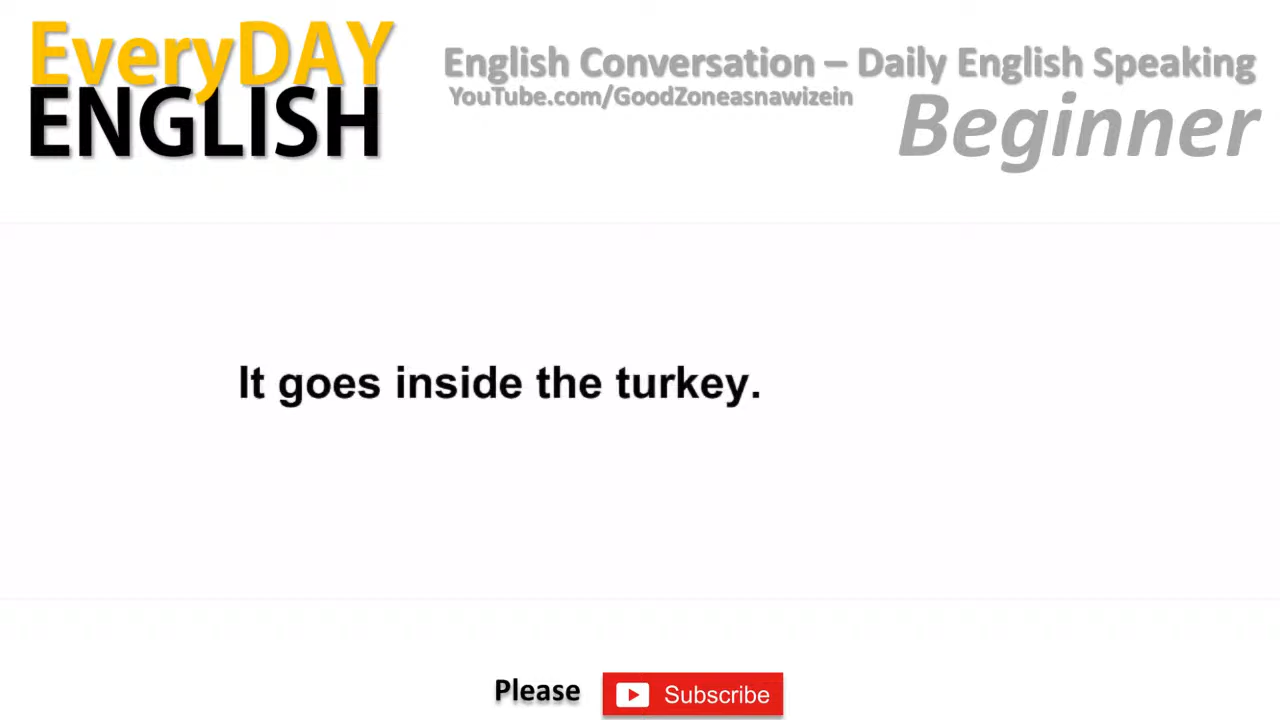 EveryDAY
ENGLISH
English Conversation – Daily English Speaking
YouTube.com/GoodZoneasnawizein
Beginner
It goes inside the turkey.
Please
Subscribe